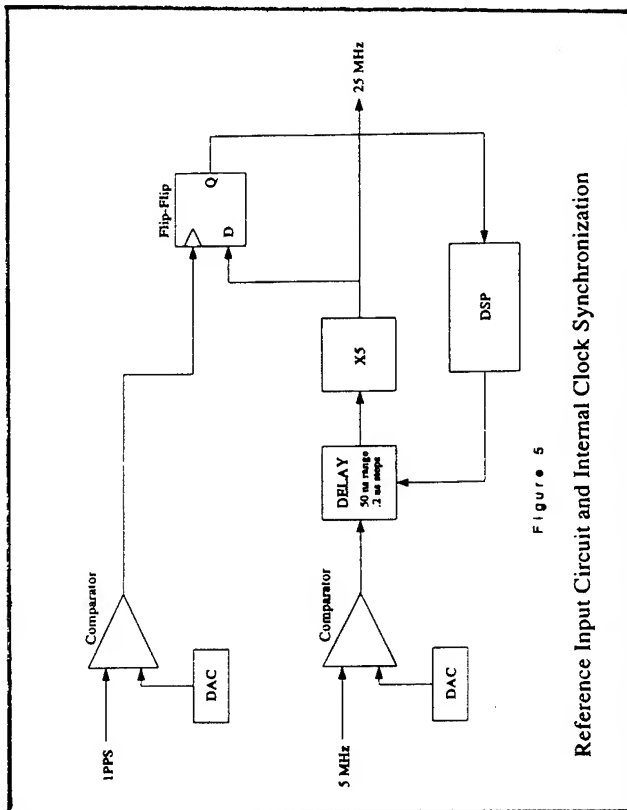 1PPS
Comparator
DAC
Flip-Flip
D
Q
5 MHz
Comparator
DAC
DELAY
50 ns range
.2 ns steps
X5
25 MHz
DSP
Figure 5
Reference Input Circuit and Internal Clock Synchronization